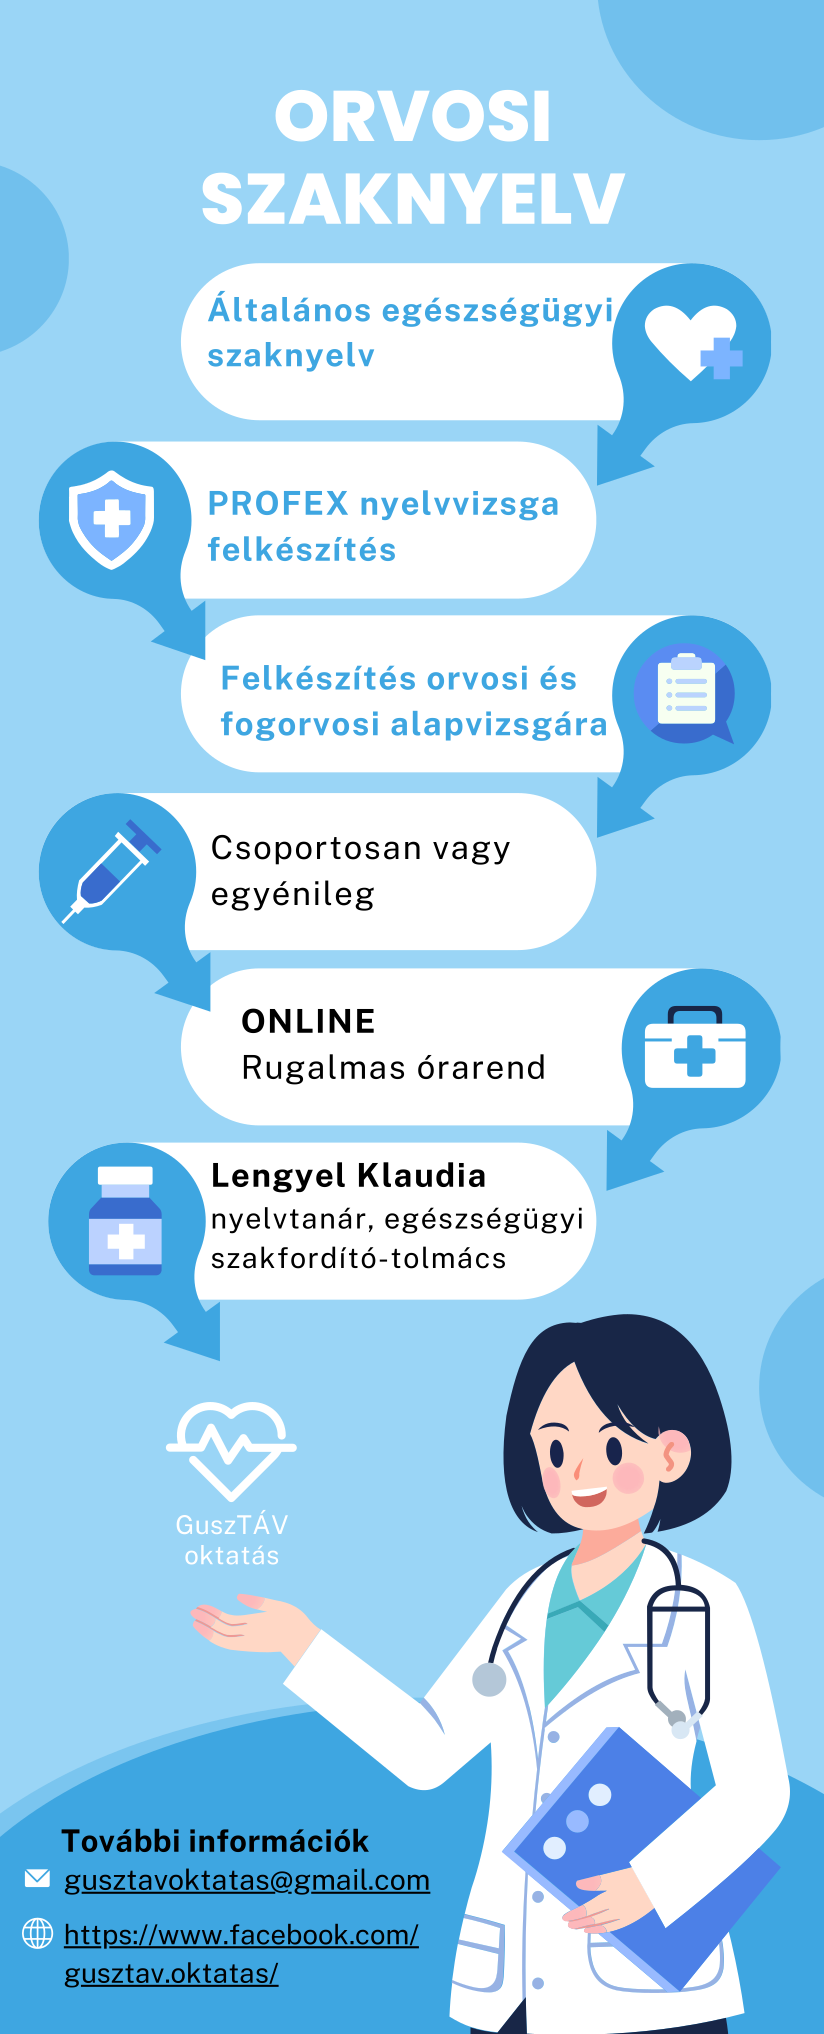 ORVOSI
SZAKNYELV
Általános egészségügyi
szaknyelv
PROFEX nyelvvizsga
felkészítés
Felkészítés orvosi és
fogorvosi alapvizsgára
Csoportosan vagy
egyénileg
ONLINE
Rugalmas órarend
Lengyel Klaudia
nyelvtanár, egészségügyi
szakfordító-tolmács
GuszTÁV
oktatás
További információk
gusztavoktatas@gmail.com
https://www.facebook.com/
gusztav.oktatas/